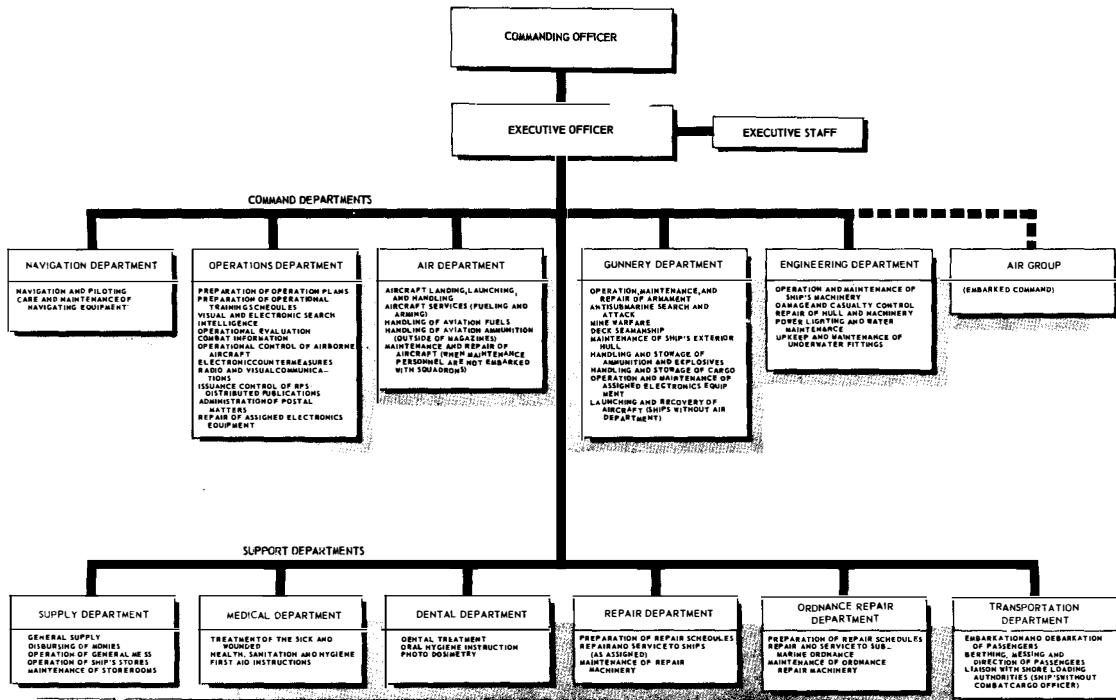 COMMANDING OFFICER
EXECUTIVE OFFICER
EXECUTIVE STAFF
COMMAND DEPARTMENTS
NAVIGATION DEPARTMENT
NAVIGATION AND PILOTING
CARE AND MAINTENANCE OF
NAVIGATING EQUIPMENT
OPERATIONS DEPARTMENT
PREPARATION OF OPERATION PLANS
PREPARATION OF OPERATIONAL
TRAINING SCHEDULES
VISUAL AND ELECTRONIC SEARCH
INTELLIGENCE
OPERATIONAL EVALUATION
COMBAT INFORMATION
OPERATIONAL CONTROL OF AIRBORNE
AIRCRAFT
ELECTRONIC COUNTERMEASURES
RADIO AND VISUAL COMMUNICA-
TIONS
ISSUANCE CONTROL OF RPS
DISTRIBUTED PUBLICATIONS
ADMINISTRATION OF POSTAL
MATTERS
REPAIR OF ASSIGNED ELECTRONICS
EQUIPMENT
AIR DEPARTMENT
AIRCRAFT LANDING, LAUNCHING,
AND HANDLING
AIRCRAFT SERVICES (FUELING AND
ARMING)
HANDLING OF AVIATION FUELS
HANDLING OF AVIATION AMMUNITION
(OUTSIDE OF MAGAZINES)
MAINTENANCE AND REPAIR OF
AIRCRAFT (WHEN MAINTENANCE
PERSONNEL ARE NOT EMBARKED
WITH SQUADRONS)
GUNNERY DEPARTMENT
OPERATION, MAINTENANCE, AND
REPAIR OF ARMAMENT
ANTISUBMARINE SEARCH AND
ATTACK
MINE WARFARE
DECK SEAMANSHIP
MAINTENANCE OF SHIP'S EXTERIOR
HULL
HANDLING AND STOWAGE OF
AMMUNITION AND EXPLOSIVES
HANDLING AND STOWAGE OF CARGO
OPERATION AND MAINTENANCE OF
ASSIGNED ELECTRONICS EQUIP
MENT
LAUNCHING AND RECOVERY OF
AIRCRAFT (SHIPS WITHOUT AIR
DEPARTMENT)
ENGINEERING DEPARTMENT
OPERATION AND MAINTENANCE OF
SHIP'S MACHINERY
DAMAGE AND CASUALTY CONTROL
REPAIR OF HULL AND MACHINERY
POWER LIGHTING AND WATER
MAINTENANCE
UPKEEP AND MAINTENANCE OF
UNDERWATER FITTINGS
AIR GROUP
(EMBARKED COMMAND)
SUPPORT DEPARTMENTS
SUPPLY DEPARTMENT
GENERAL SUPPLY
DISBURSING OF MONIES
OPERATION OF GENERAL MESS
OPERATION OF SHIP'S STORES
MAINTENANCE OF STOREROOMS
MEDICAL DEPARTMENT
TREATMENT OF THE SICK AND
WOUNDED
HEALTH, SANITATION AND HYGIENE
FIRST AID INSTRUCTIONS
DENTAL DEPARTMENT
DENTAL TREATMENT
ORAL HYGIENE INSTRUCTION
PHOTO DOSIMETRY
REPAIR DEPARTMENT
PREPARATION OF REPAIR SCHEDULES
REPAIR AND SERVICE TO SHIPS
(AS ASSIGNED)
MAINTENANCE OF REPAIR
MACHINERY
ORDNANCE REPAIR
DEPARTMENT
PREPARATION OF REPAIR SCHEDULES
REPAIR AND SERVICE TO SUB-
MARINE ORDNANCE
MAINTENANCE OF ORDNANCE
REPAIR MACHINERY
TRANSPORTATION
DEPARTMENT
EMBARKATION AND DEBARKATION
OF PASSENGERS
BERTHING, MESSING AND
DIRECTION OF PASSENGERS
LIAISON WITH SHORE LOADING
AUTHORITIES (SHIP'S WITHOUT
COMBAT CARGO OFFICER)